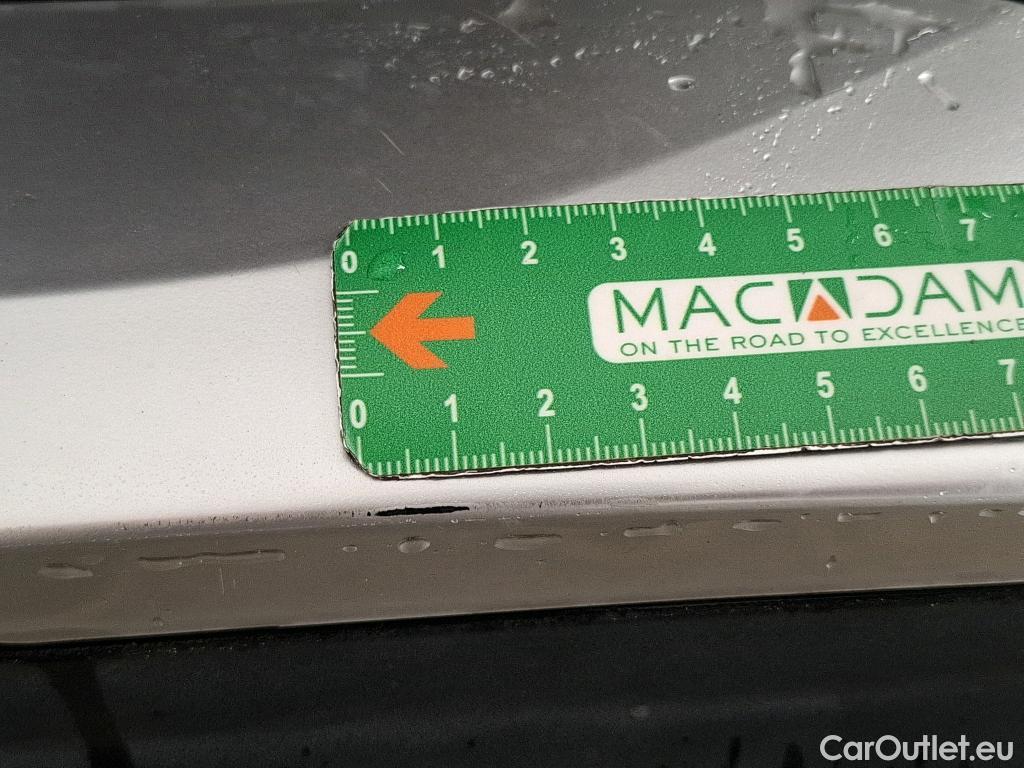 0 1 2 3 4 5 6 7
MACADAM
ON THE ROAD TO EXCELLENCE
0 1 2 3 4 5 6 7
CarOutlet.eu